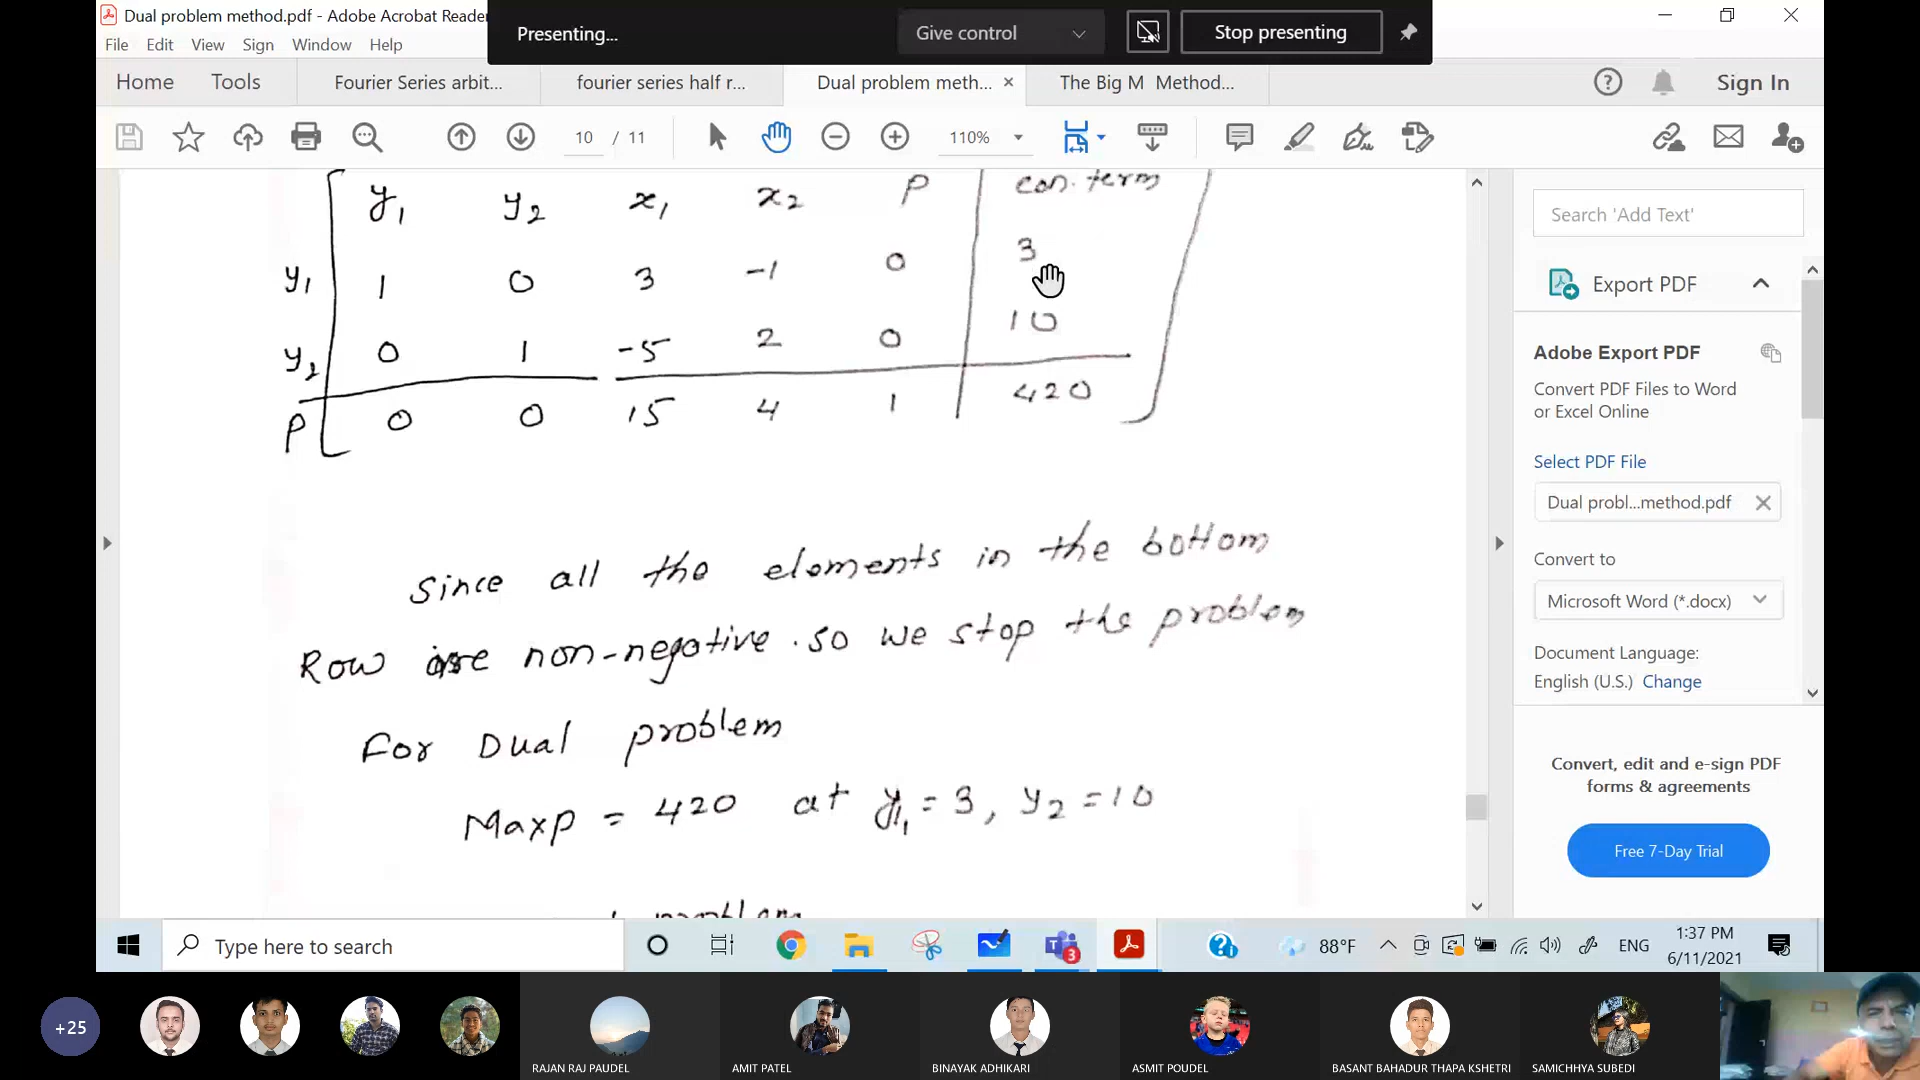 Dual problem method.pdf - Adobe Acrobat Reader
Presenting...
Give control
Stop presenting
File Edit View Sign Window Help
Home Tools Fourier Series arbit... fourier series half r... Dual problem meth... × The Big M Method... Sign In
10 / 11 110%
y1 y2 x1 x2 P con. term
y1 1 0 3 -1 0 3
y2 0 1 -5 2 0 10
P 0 0 15 4 1 420
Since all the elements in the bottom
Row are non-negative. so we stop the problem
For Dual problem
Max P = 420 at y1 = 3, y2 = 10
problem
Search 'Add Text'
Export PDF
Adobe Export PDF
Convert PDF Files to Word
or Excel Online
Select PDF File
Dual probl...method.pdf
Convert to
Microsoft Word (*.docx)
Document Language:
English (U.S.) Change
Convert, edit and e-sign PDF
forms & agreements
Free 7-Day Trial
Type here to search
3
88°F
ENG
1:37 PM
6/11/2021
+25
RAJAN RAJ PAUDEL
AMIT PATEL
BINAYAK ADHIKARI
ASMIT POUDEL
BASANT BAHADUR THAPA KSHETRI
SAMICHHYA SUBEDI